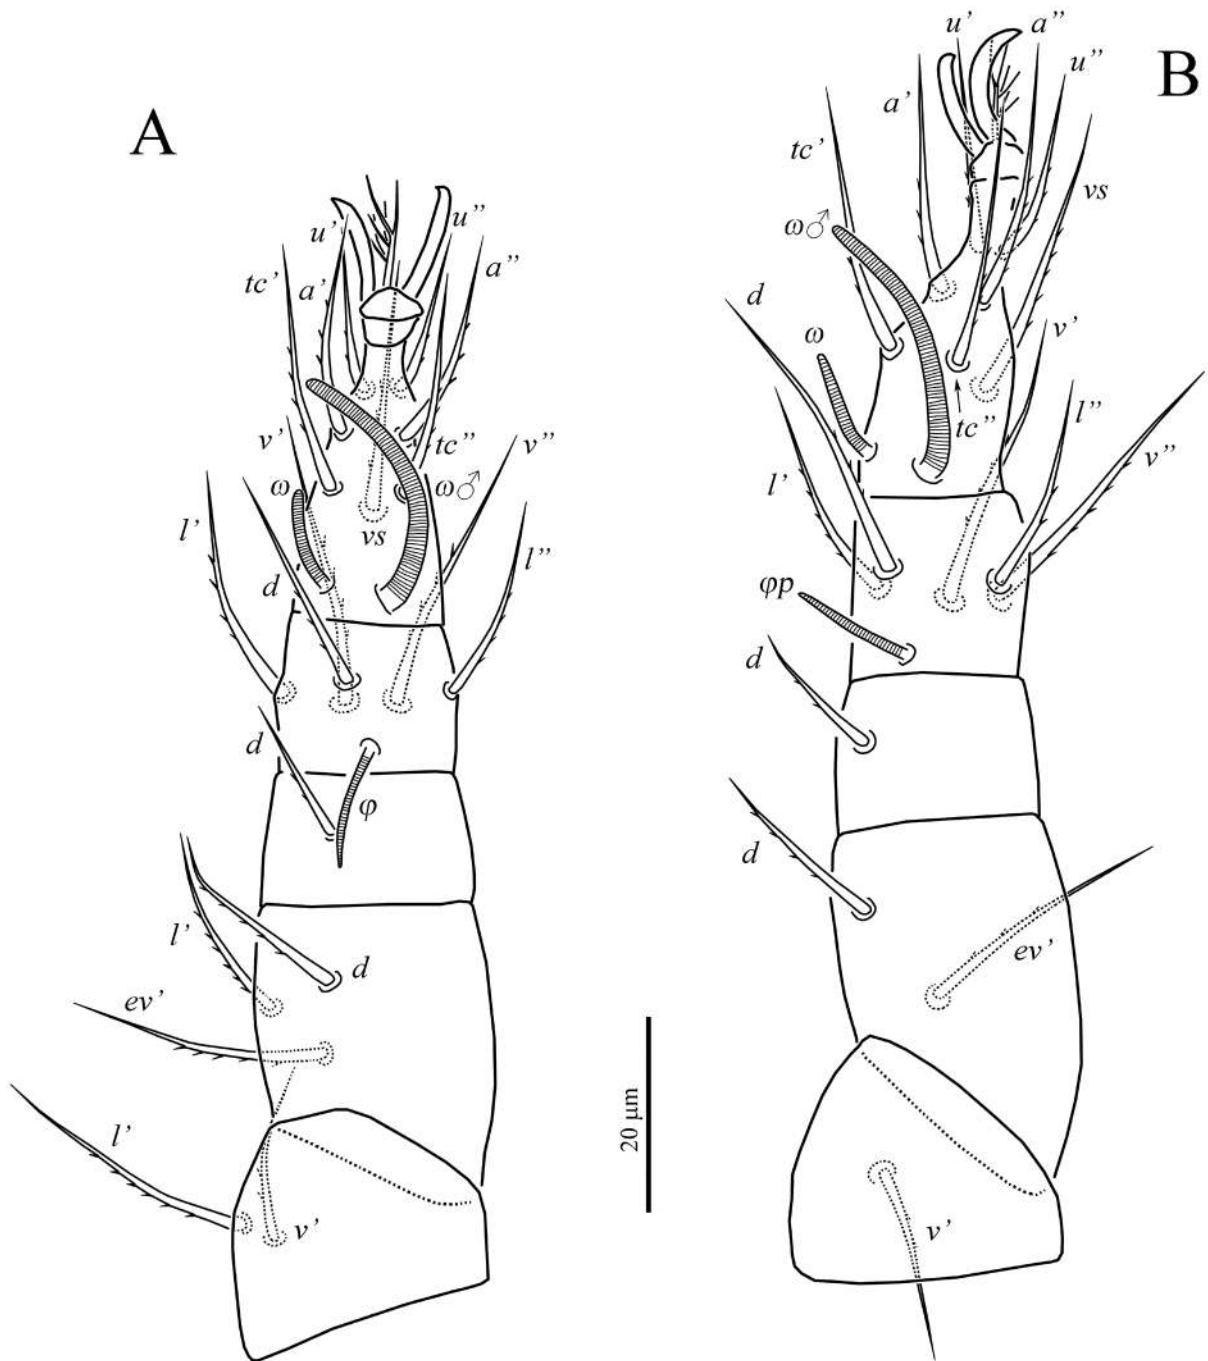 A
B
u’
u”
tc’
a’
a”
v’
ω
tc”
v”
ω♂
vs
l’
d
l”
d
φ
l’
d
ev’
l’
v’
20 μm
u’
a”
u”
a’
tc’
vs
ω♂
d
v’
ω
l”
tc”
v”
l’
φp
d
d
ev’
v’